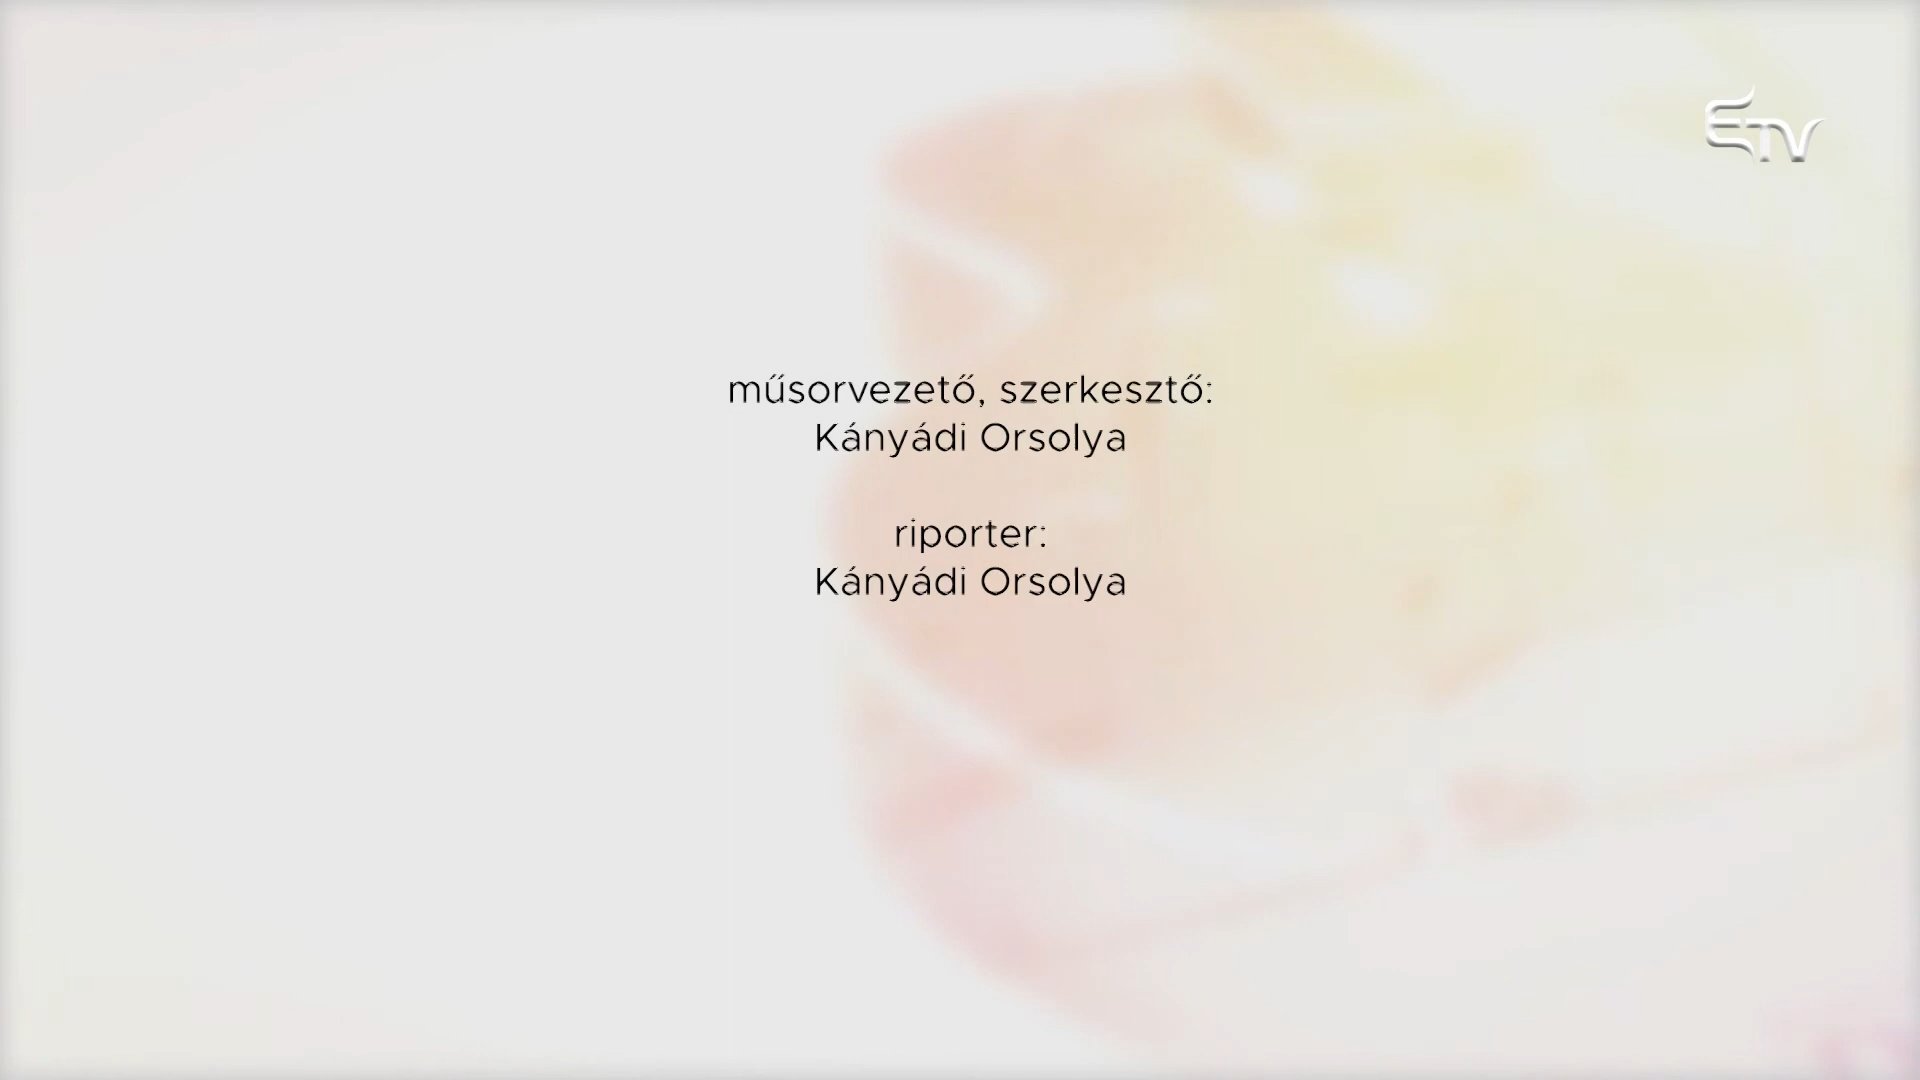 ETV
műsorvezető, szerkesztő:
Kányádi Orsolya
riporter:
Kányádi Orsolya